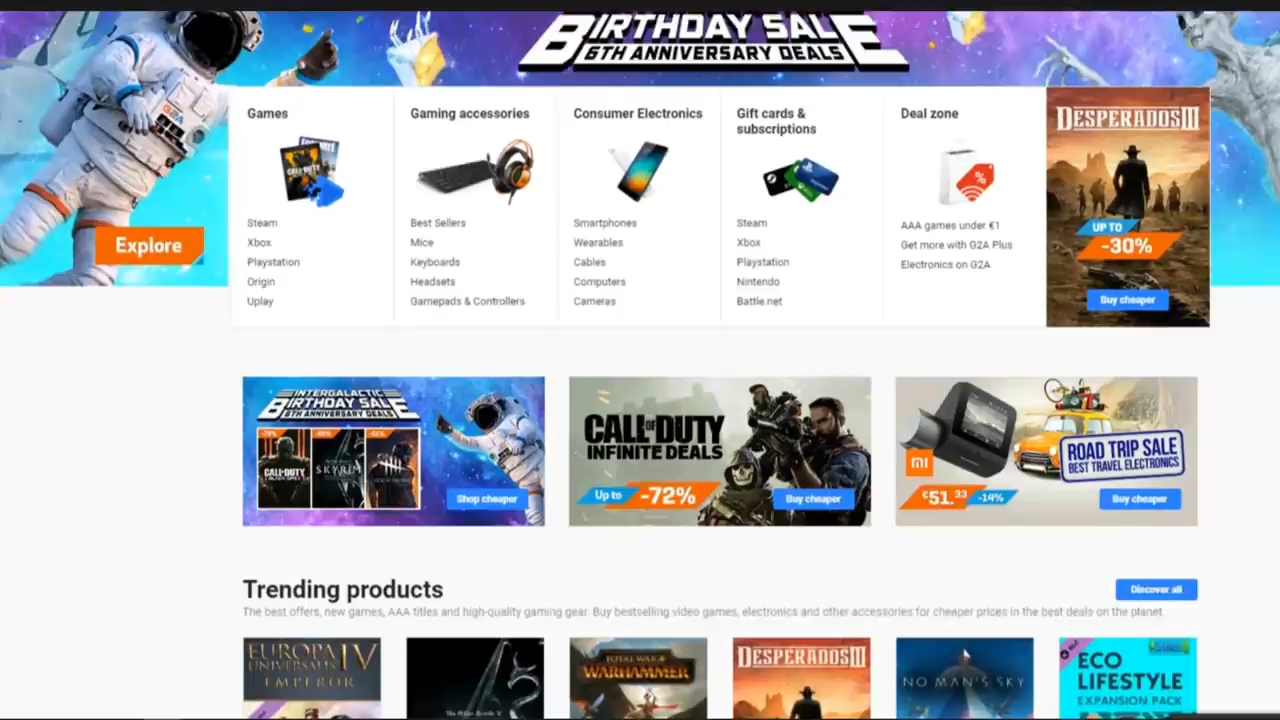 BIRTHDAY SALE
6TH ANNIVERSARY DEALS
G2A
Explore
Games
Steam
Xbox
Playstation
Origin
Uplay
Gaming accessories
Best Sellers
Mice
Keyboards
Headsets
Gamepads & Controllers
Consumer Electronics
Smartphones
Wearables
Cables
Computers
Cameras
Gift cards &
subscriptions
Steam
Xbox
Playstation
Nintendo
Battle.net
Deal zone
%
AAA games under €1
Get more with G2A Plus
Electronics on G2A
DESPERADOS III
UP TO
-30%
Buy cheaper
INTERGALACTIC
BIRTHDAY SALE
6TH ANNIVERSARY DEALS
CALL OF DUTY
SKYRIM
Shop cheaper
CALL OF DUTY
INFINITE DEALS
Up to
-72%
Buy cheaper
mi
ROAD TRIP SALE
BEST TRAVEL ELECTRONICS
€51.33
-14%
Buy cheaper
Trending products
Discover all
The best offers, new games, AAA titles and high-quality gaming gear. Buy bestselling video games, electronics and other accessories for cheaper prices in the best deals on the planet.
EUROPA
UNIVERSALIS IV
EMPEROR
TOTAL WAR
WARHAMMER
DESPERADOS III
NO MAN'S SKY
ECO
LIFESTYLE
EXPANSION PACK